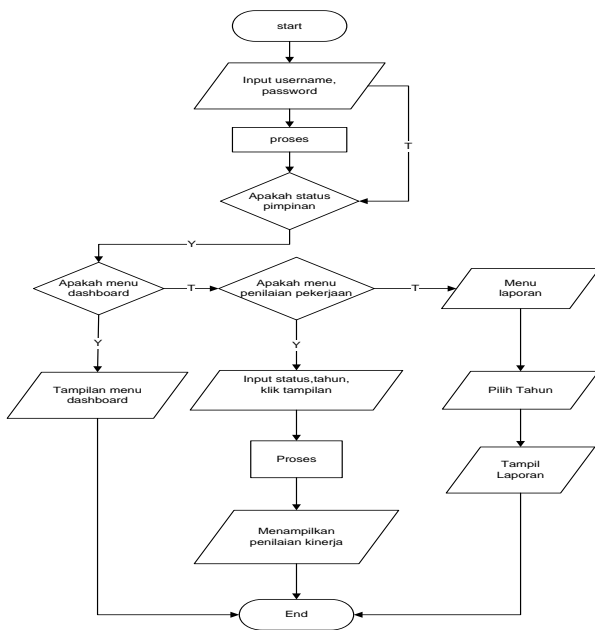 start
Input username,
password
proses
T
Apakah status
pimpinan
Y
Apakah menu
dashboard
T
Apakah menu
penilaian pekerjaan
T
Menu
laporan
Y
Y
Tampilan menu
dashboard
Input status,tahun,
klik tampilan
Pilih Tahun
Proses
Tampil
Laporan
Menampilkan
penilaian kinerja
End